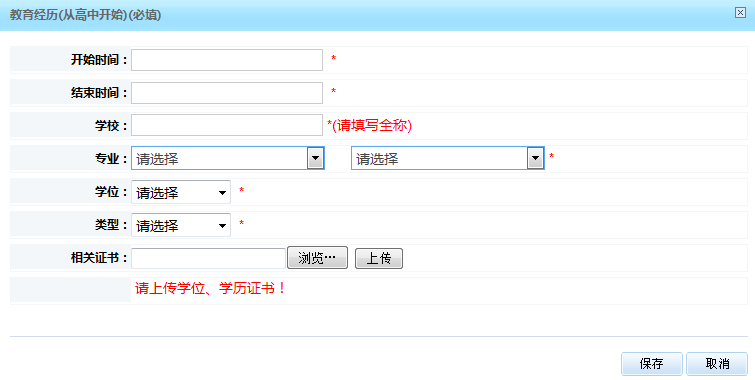 教育经历(从高中开始)(必填)
开始时间： *
结束时间： *
学校： *(请填写全称)
专业： 请选择 请选择 *
学位： 请选择 *
类型： 请选择 *
相关证书： 浏览… 上传
请上传学位、学历证书！
保存 取消